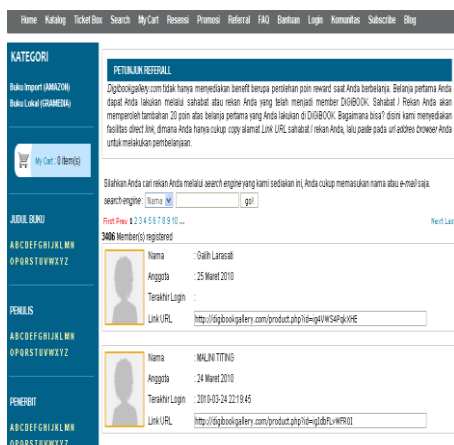 Home Katalog Ticket Box Search My Cart Resensi Promosi Referral FAQ Bantuan Login Komunitas Subscribe Blog
KATEGORI
Buku Import (AMAZON)
Buku Lokal (GRAMEDIA)
My Cart :: 0 item(s)
JUDUL BUKU
A B C D E F G H I J K L M N
O P Q R S T U V W X Y Z
PENULIS
A B C D E F G H I J K L M N
O P Q R S T U V W X Y Z
PENERBIT
A B C D E F G H I J K L M N
O P Q R S T U V W X Y Z
PETUNJUK REFERALL
Digibookgallery.com tidak hanya menyediakan benefit berupa perolehan poin reward saat Anda berbelanja. Belanja pertama Anda
dapat Anda lakukan melalui sahabat atau rekan Anda yang telah menjadi member DIGIBOOK. Sahabat / Rekan Anda akan
memperoleh tambahan 20 poin atas belanja pertama yang Anda lakukan di DIGIBOOK. Bagaimana bisa? disini kami menyediakan
fasilitas direct link, dimana Anda hanya cukup copy alamat Link URL sahabat / rekan Anda, lalu paste pada url addres browser Anda
untuk melakukan pembelanjaan.
Silahkan Anda cari rekan Anda melalui search engine yang kami sediakan ini, Anda cukup memasukan nama atau e-mail saja.
search engine : Nama go!
First Prev 1 2 3 4 5 6 7 8 9 10 ... Next Las
3406 Member(s) registered
Nama : Galih Larasati
Anggota : 25 Maret 2010
Terakhir Login :
Link URL http://digibookgallery.com/product.php?id=ig4VWS4PqkXHE
Nama : MALINI TITING
Anggota : 24 Maret 2010
Terakhir Login : 2010-03-24 22:19:45
Link URL http://digibookgallery.com/product.php?id=igIdbFLvWFR0I